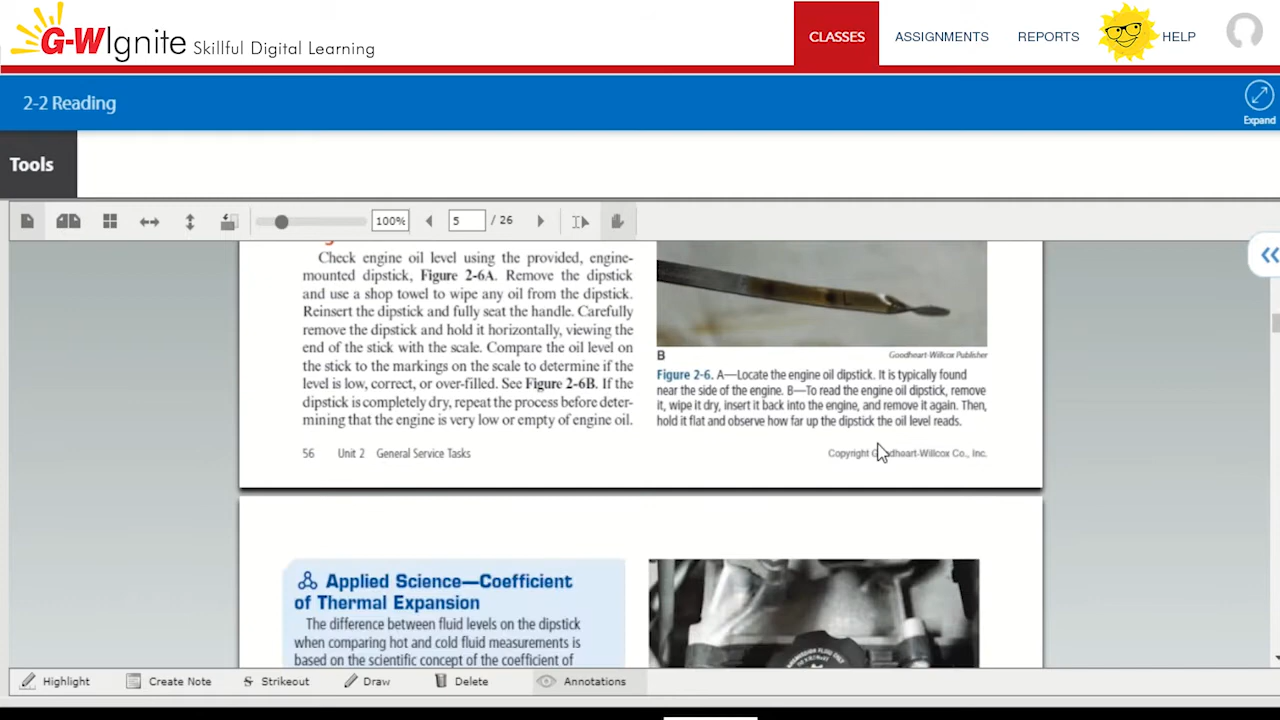 G-WIgnite Skillful Digital Learning
CLASSES
ASSIGNMENTS
REPORTS
HELP
2-2 Reading
Expand
Tools
100%
5
/ 26
Check engine oil level using the provided, engine-
mounted dipstick, Figure 2-6A. Remove the dipstick
and use a shop towel to wipe any oil from the dipstick.
Reinsert the dipstick and fully seat the handle. Carefully
remove the dipstick and hold it horizontally, viewing the
end of the stick with the scale. Compare the oil level on
the stick to the markings on the scale to determine if the
level is low, correct, or over-filled. See Figure 2-6B. If the
dipstick is completely dry, repeat the process before deter-
mining that the engine is very low or empty of engine oil.
56 Unit 2 General Service Tasks
L
B
Goodheart-Willcox Publisher
Figure 2-6. A—Locate the engine oil dipstick. It is typically found
near the side of the engine. B—To read the engine oil dipstick, remove
it, wipe it dry, insert it back into the engine, and remove it again. Then,
hold it flat and observe how far up the dipstick the oil level reads.
Copyright Goodheart-Willcox Co., Inc.
Applied Science—Coefficient
of Thermal Expansion
The difference between fluid levels on the dipstick
when comparing hot and cold fluid measurements is
based on the scientific concept of the coefficient of
Highlight
Create Note
S Strikeout
Draw
Delete
Annotations